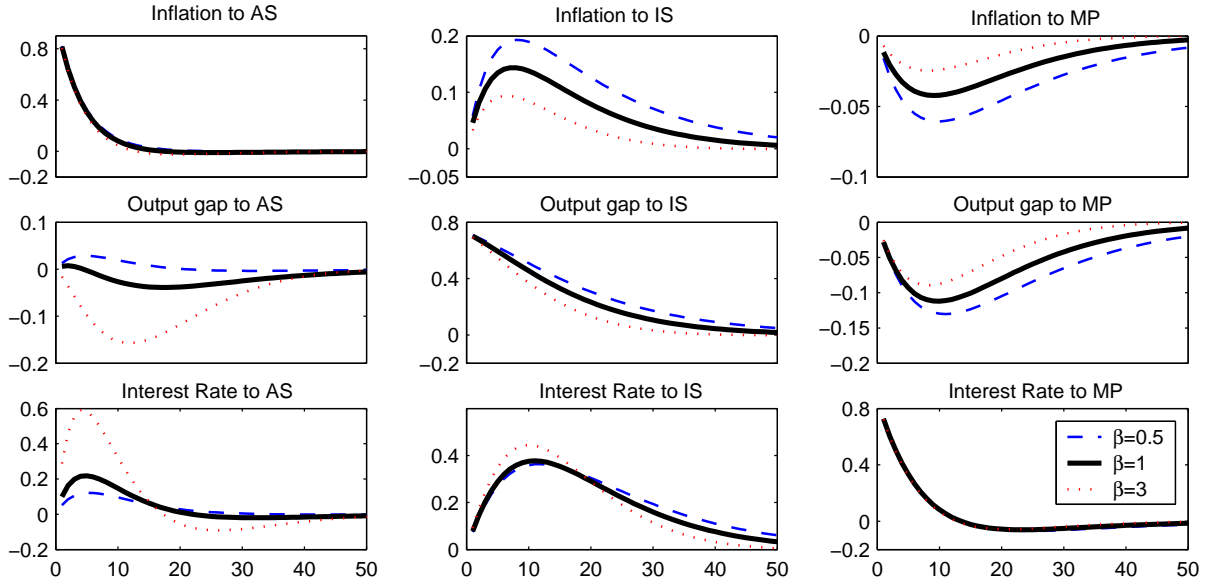 Inflation to AS
0.8
0.4
0
−0.2
Inflation to IS
0.2
0.1
0
−0.05
Inflation to MP
0
−0.05
−0.1
Output gap to AS
0.1
0
−0.1
−0.2
Output gap to IS
0.8
0.4
0
−0.2
Output gap to MP
0
−0.05
−0.1
−0.15
−0.2
Interest Rate to AS
0.6
0.4
0.2
0
−0.2
0 10 20 30 40 50
Interest Rate to IS
0.4
0.2
0
0 10 20 30 40 50
Interest Rate to MP
0.8
0.4
0
−0.2
0 10 20 30 40 50
β=0.5
β=1
β=3